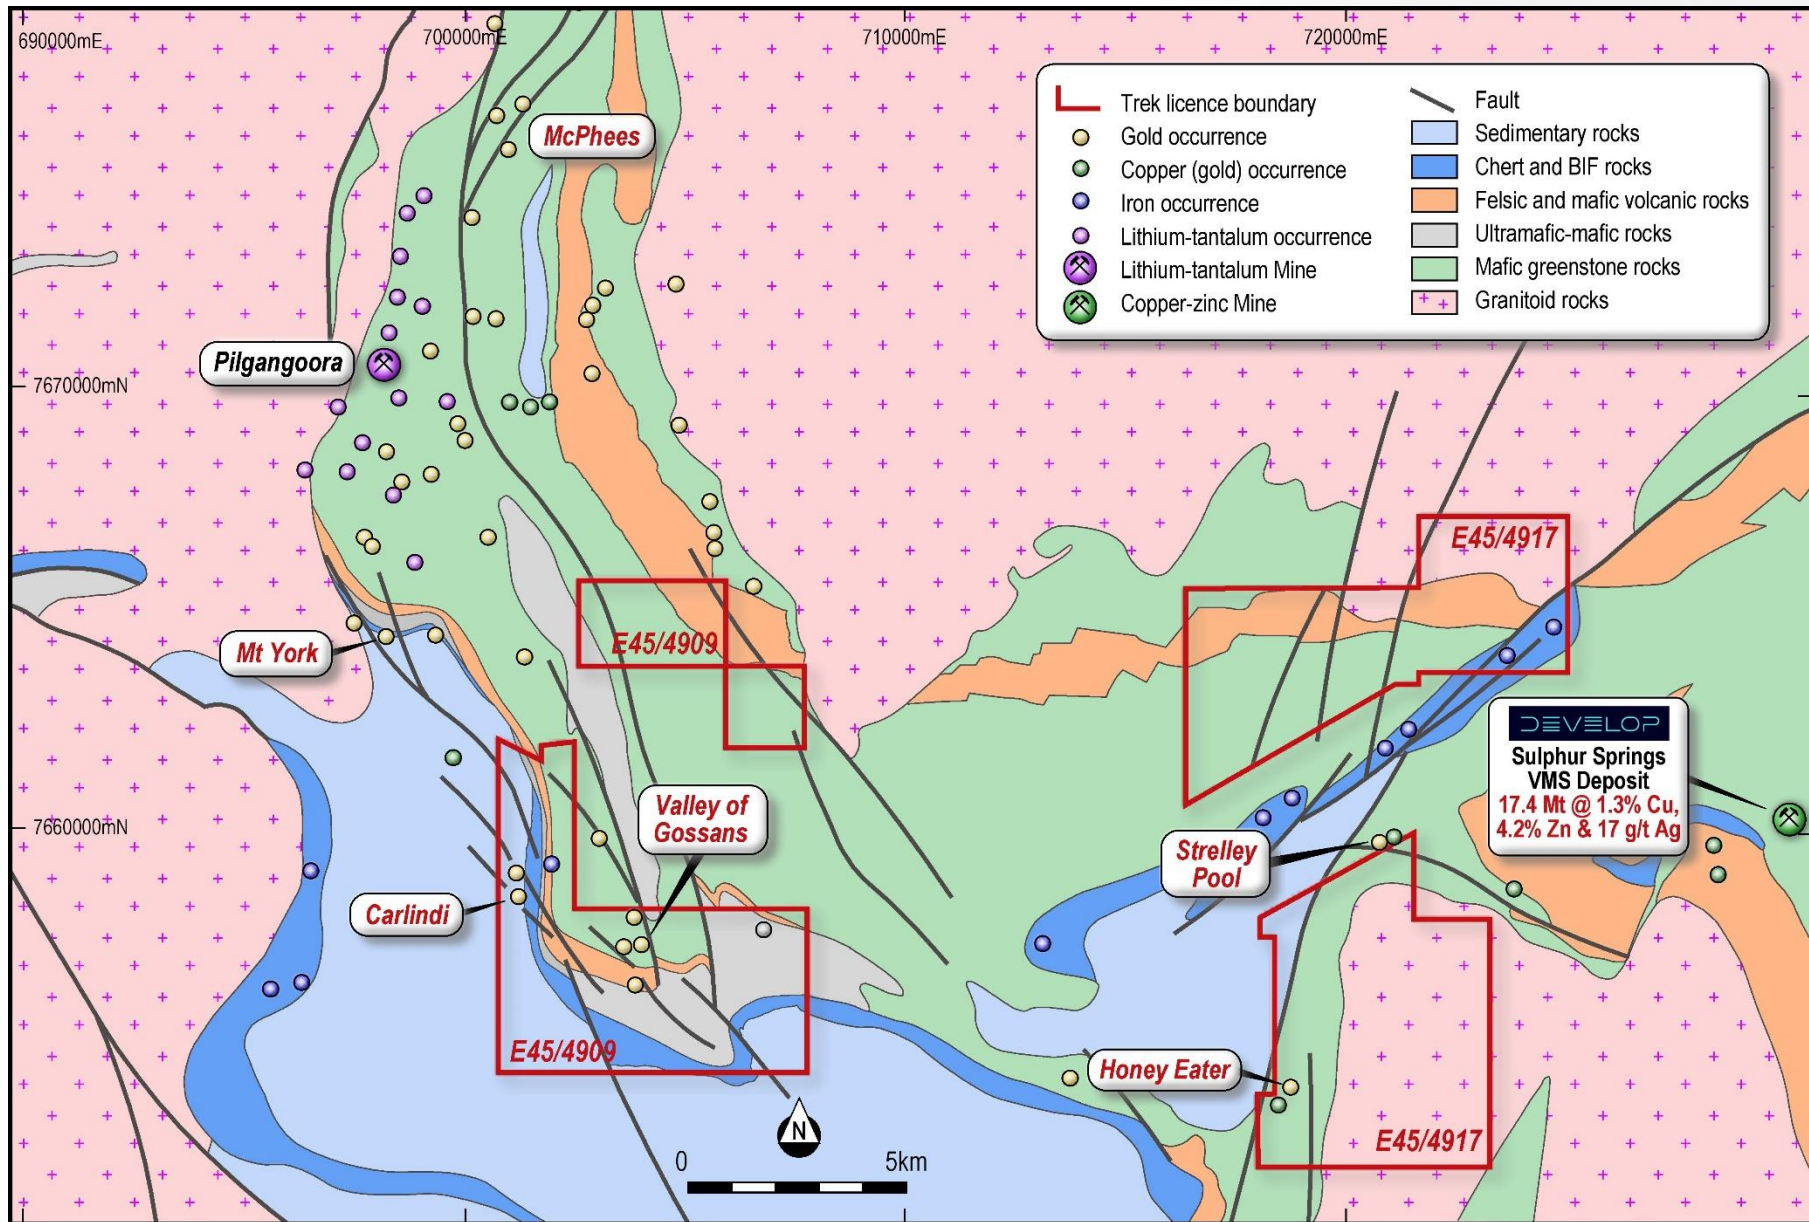 690000mE
700000mE
710000mE
720000mE
Trek licence boundary
Gold occurrence
Copper (gold) occurrence
Iron occurrence
Lithium-tantalum occurrence
Lithium-tantalum Mine
Copper-zinc Mine
Fault
Sedimentary rocks
Chert and BIF rocks
Felsic and mafic volcanic rocks
Ultramafic-mafic rocks
Mafic greenstone rocks
Granitoid rocks
McPhees
Pilgangoora
7670000mN
E45/4917
E45/4909
Mt York
DEVELOP
Sulphur Springs
VMS Deposit
17.4 Mt @ 1.3% Cu,
4.2% Zn & 17 g/t Ag
Valley of
Gossans
7660000mN
Strelley
Pool
Carlindi
E45/4909
Honey Eater
N
E45/4917
0 5km